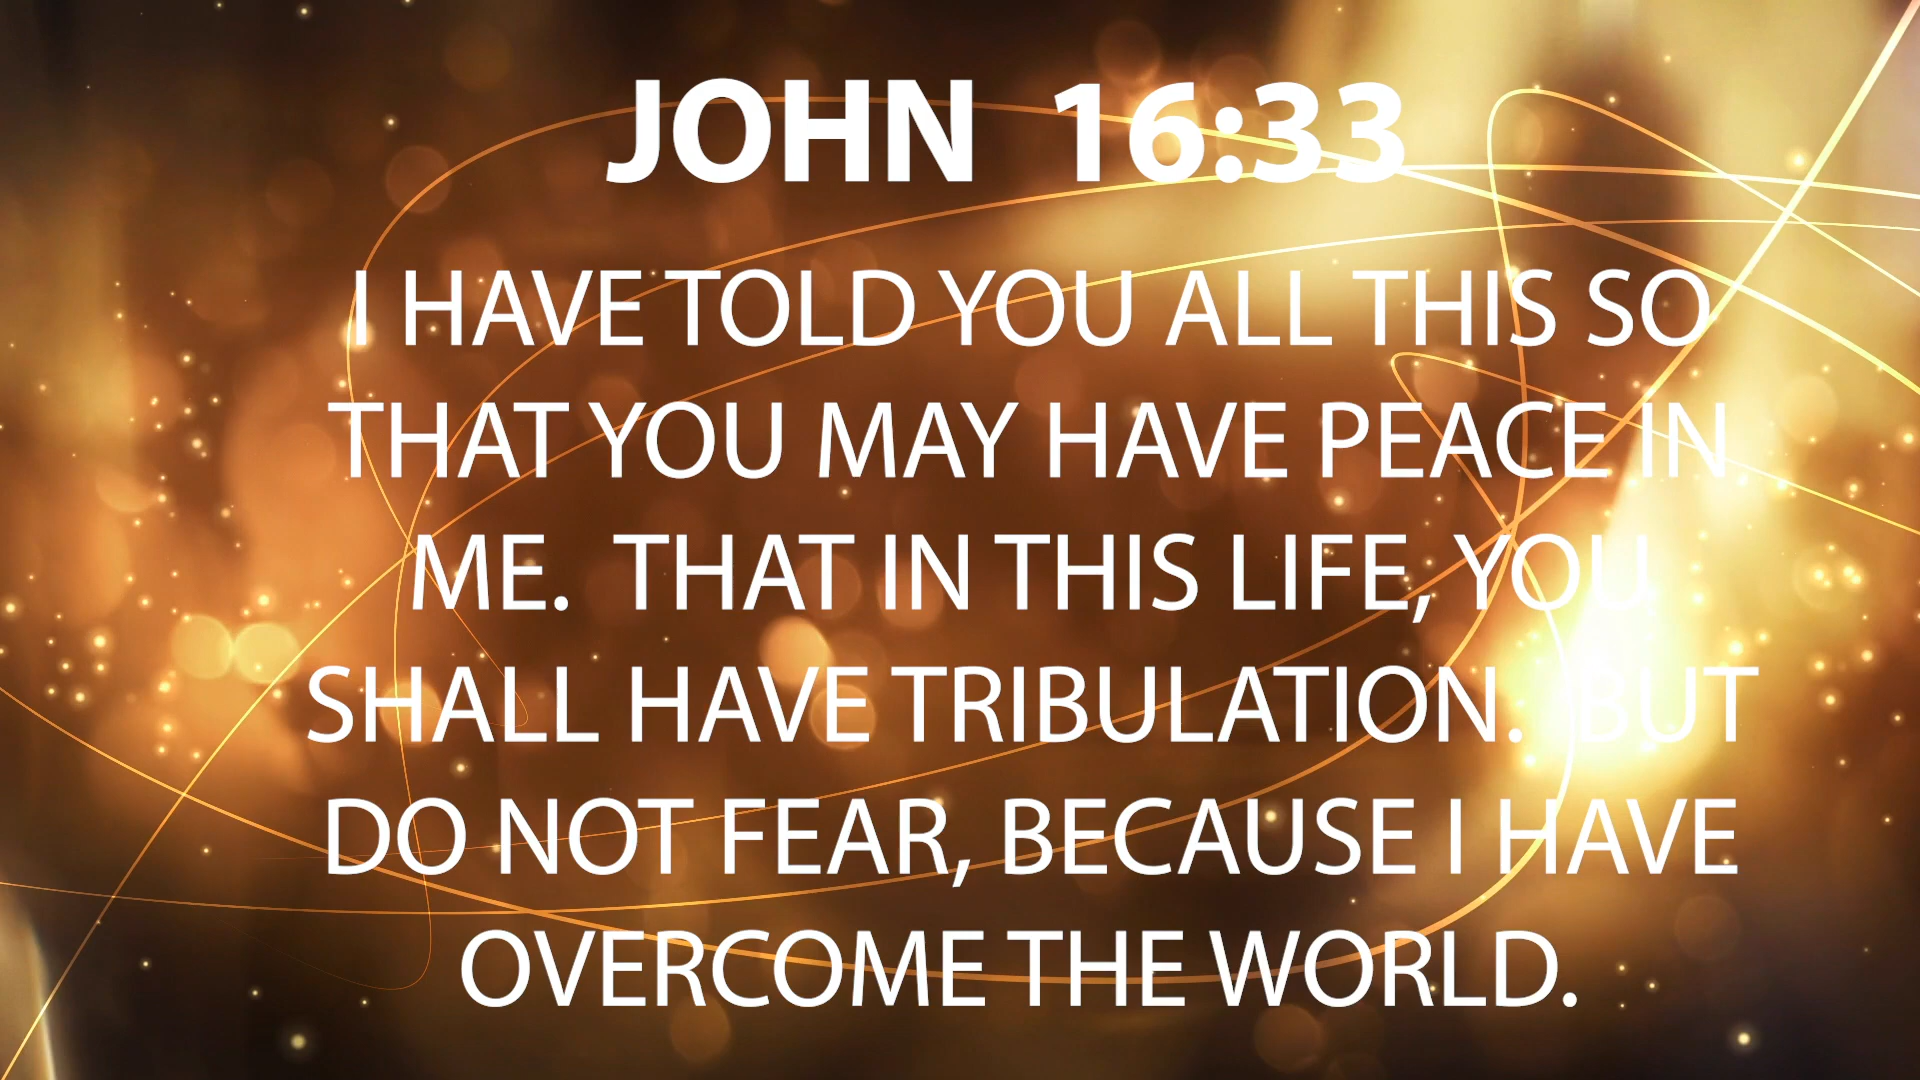 JOHN 16:33
I HAVE TOLD YOU ALL THIS SO
THAT YOU MAY HAVE PEACE IN
ME. THAT IN THIS LIFE, YOU
SHALL HAVE TRIBULATION. BUT
DO NOT FEAR, BECAUSE I HAVE
OVERCOME THE WORLD.